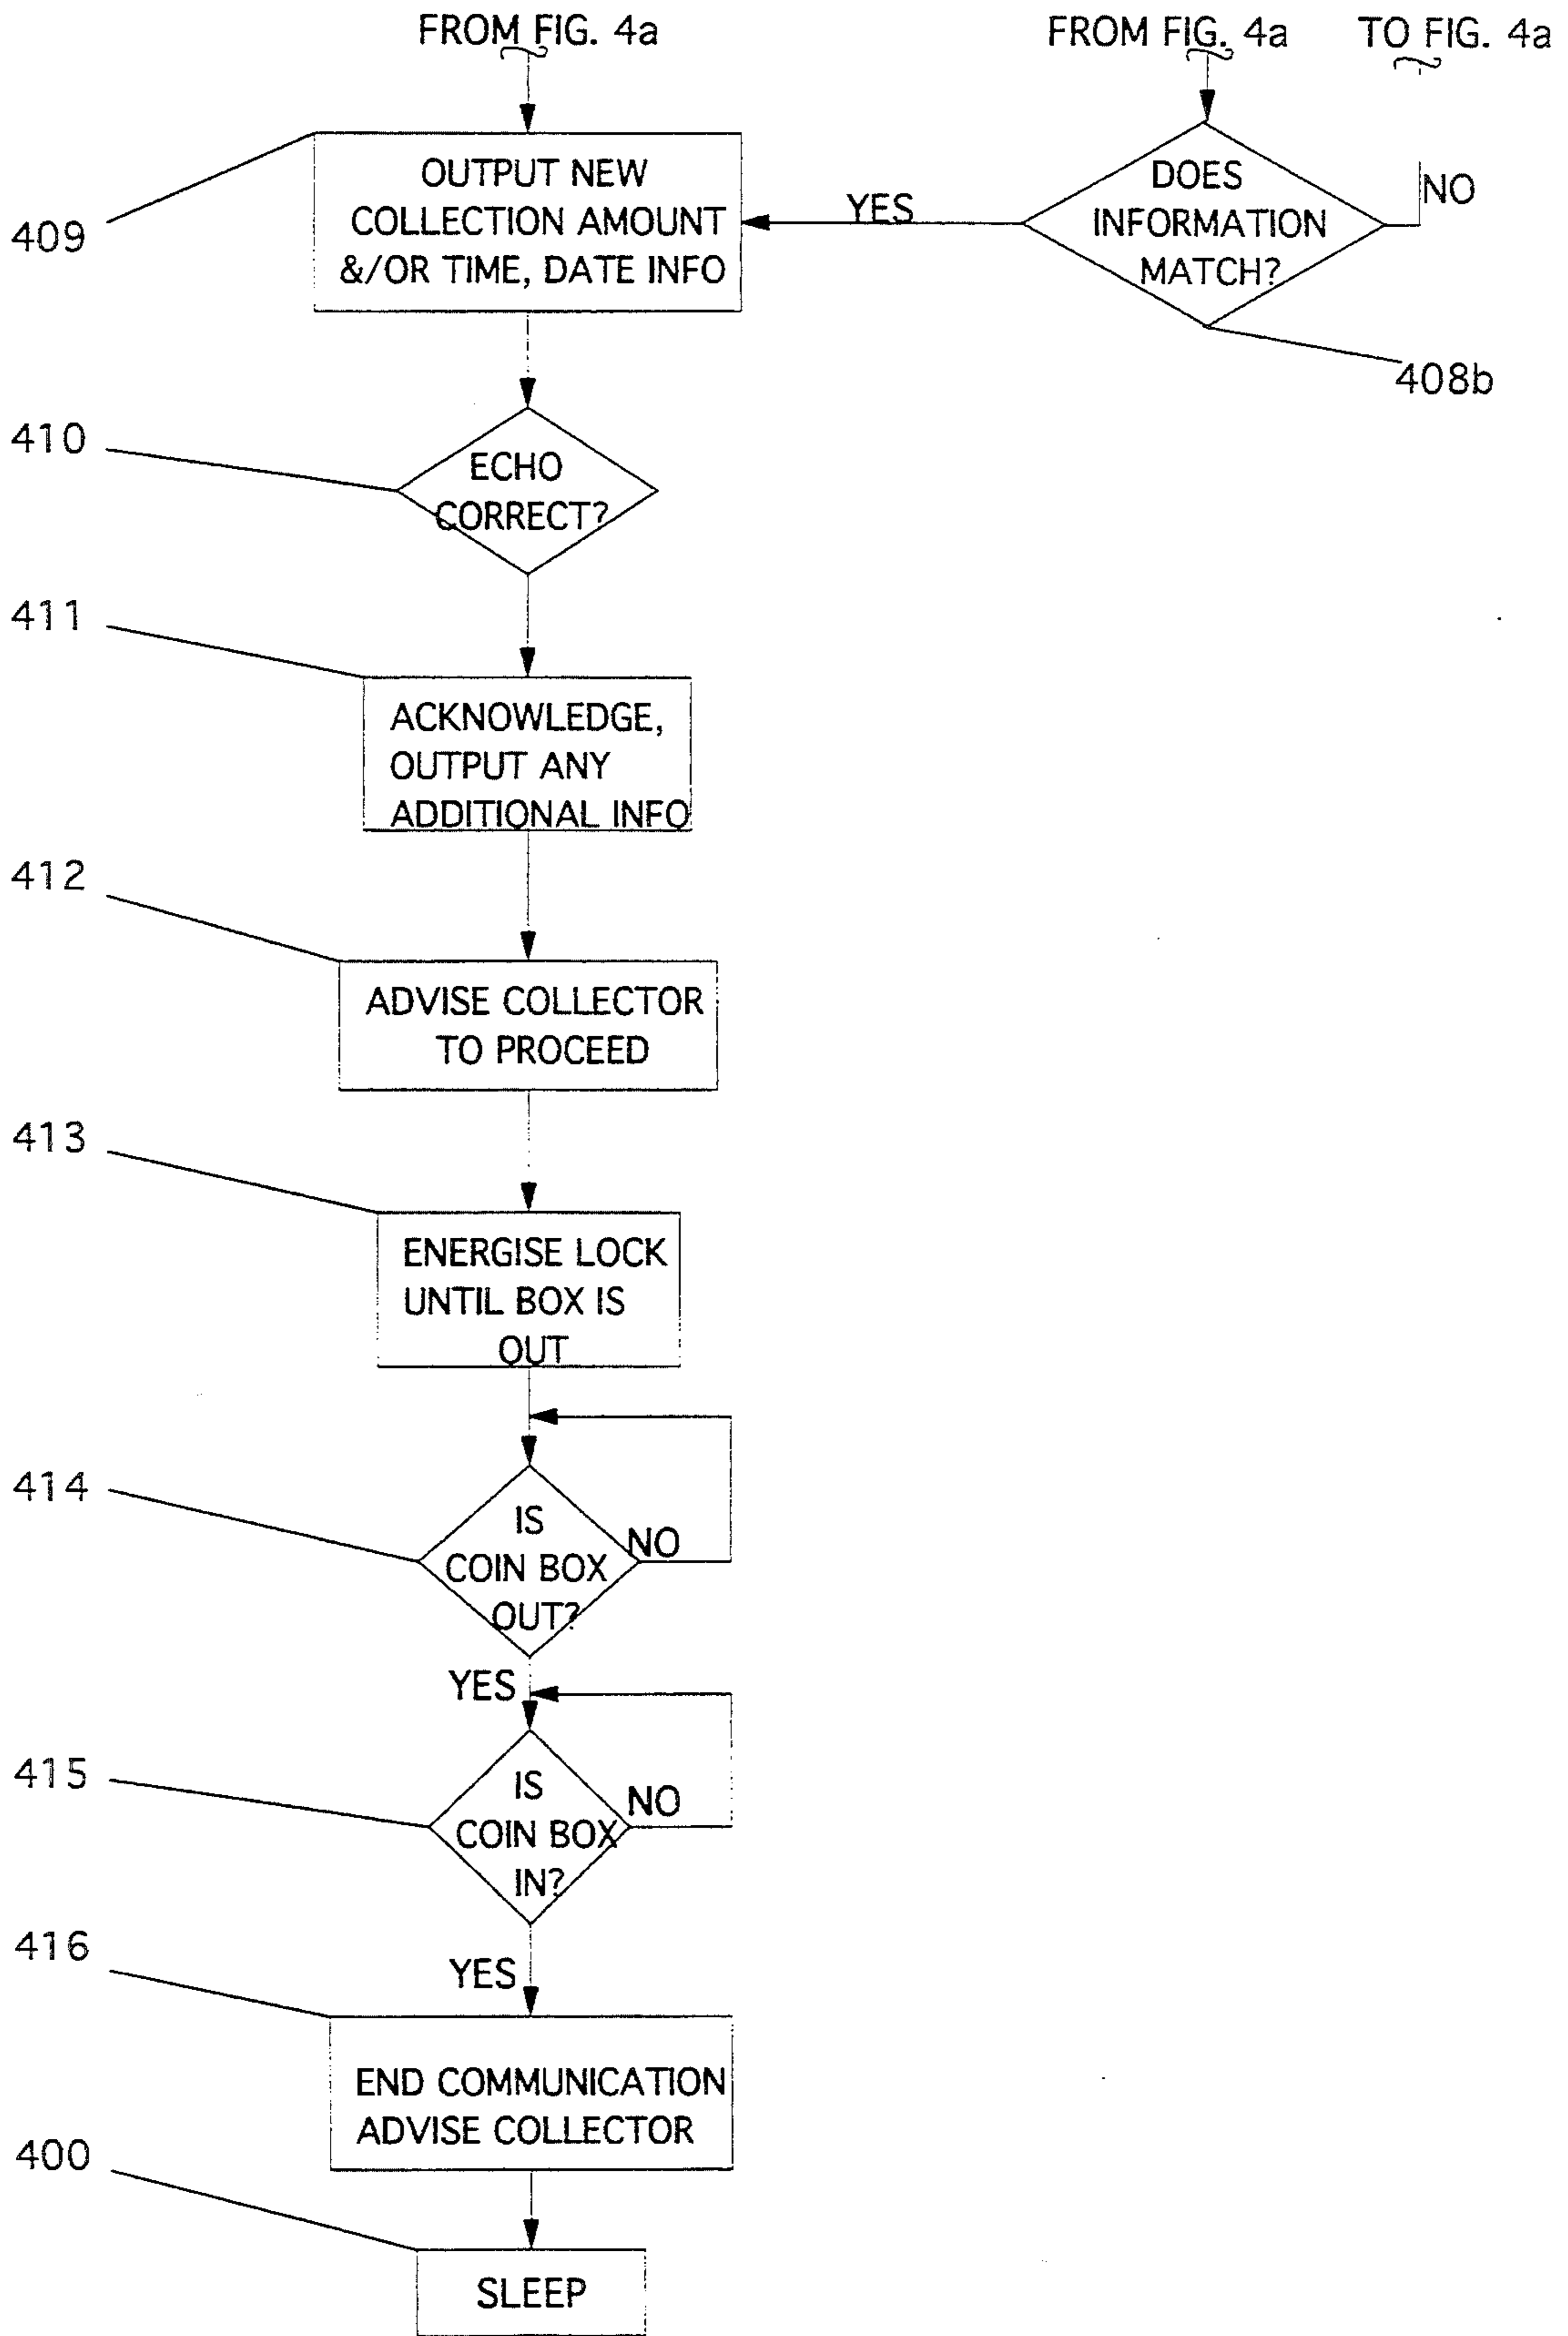 FROM FIG. 4a
FROM FIG. 4a
TO FIG. 4a
409
OUTPUT NEW
COLLECTION AMOUNT
&/OR TIME, DATE INFO
YES
DOES
INFORMATION
MATCH?
NO
408b
410
ECHO
CORRECT?
411
ACKNOWLEDGE,
OUTPUT ANY
ADDITIONAL INFO
412
ADVISE COLLECTOR
TO PROCEED
413
ENERGISE LOCK
UNTIL BOX IS
OUT
414
IS
COIN BOX
OUT?
NO
YES
415
IS
COIN BOX
IN?
NO
YES
416
END COMMUNICATION
ADVISE COLLECTOR
400
SLEEP